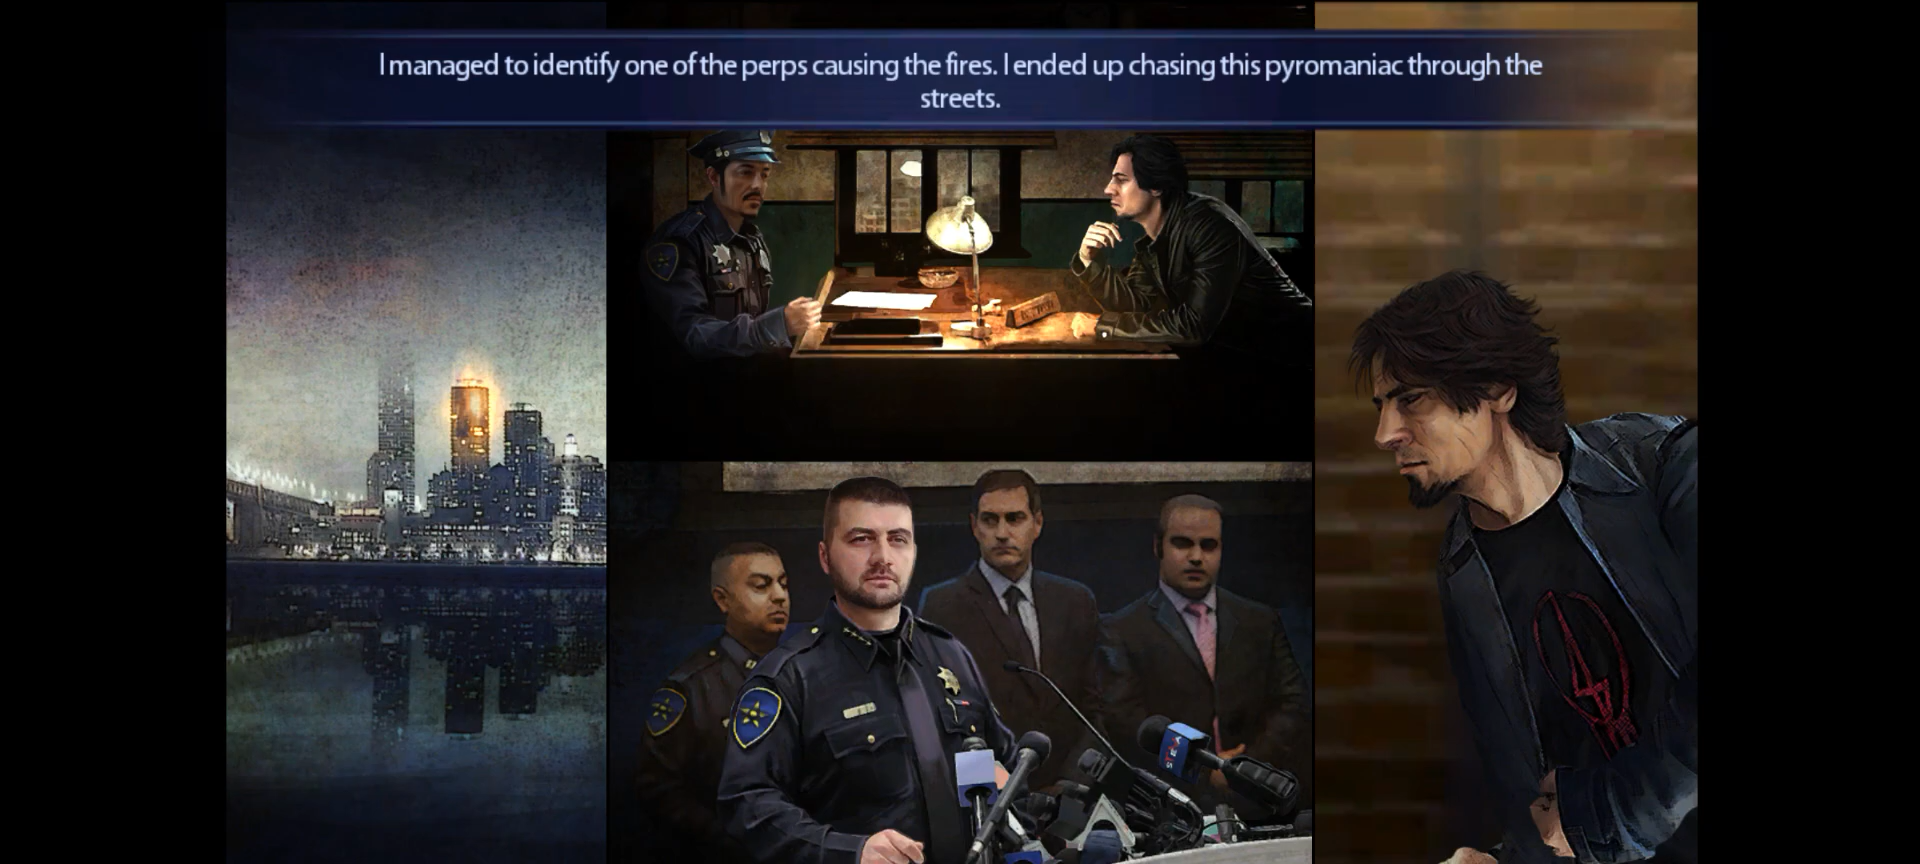 I managed to identify one of the perps causing the fires. I ended up chasing this pyromaniac through the
streets.